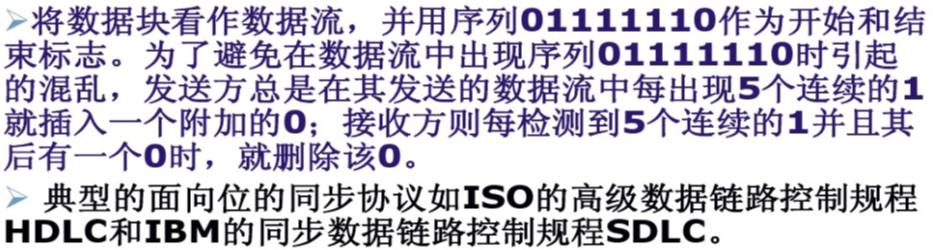 ➢将数据块看作数据流，并用序列01111110作为开始和结
束标志。为了避免在数据流中出现序列01111110时引起
的混乱，发送方总是在其发送的数据流中每出现5个连续的1
就插入一个附加的0；接收方则每检测到5个连续的1并且其
后有一个0时，就删除该0。
➢ 典型的面向位的同步协议如ISO的高级数据链路控制规程
HDLC和IBM的同步数据链路控制规程SDLC。